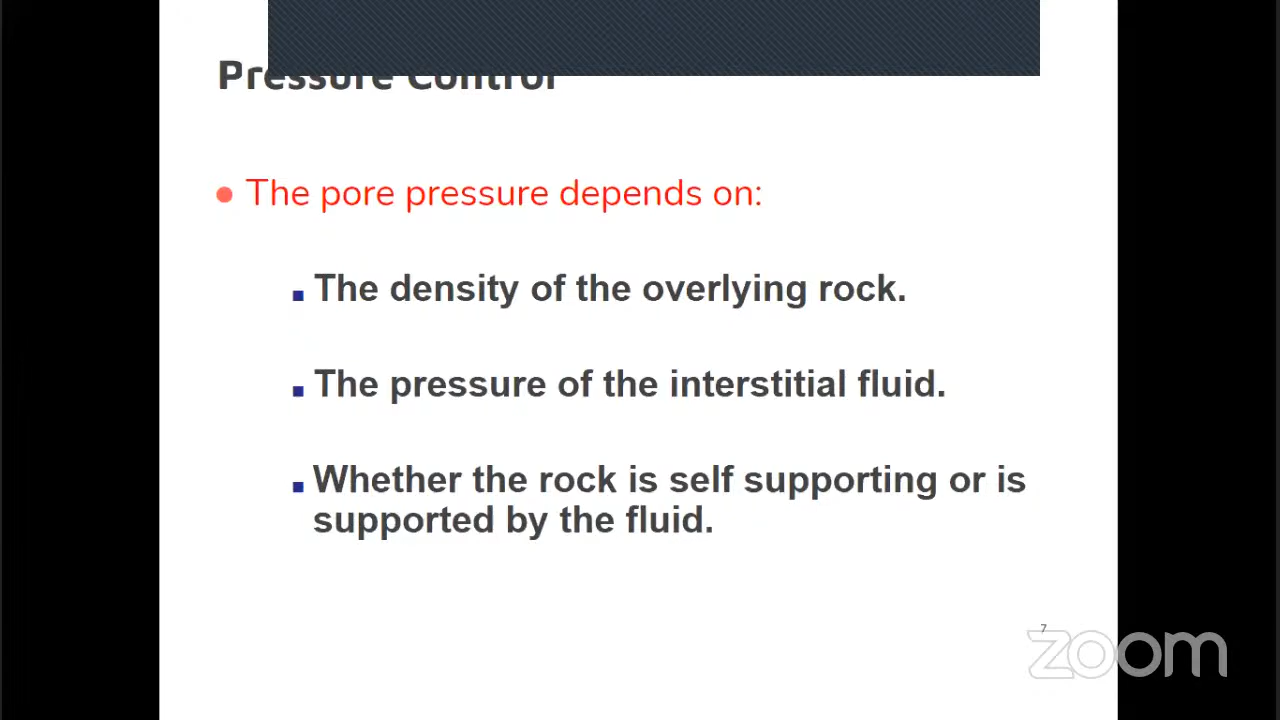 Pressure Control
The pore pressure depends on:
The density of the overlying rock.
The pressure of the interstitial fluid.
Whether the rock is self supporting or is
supported by the fluid.
7
zoom